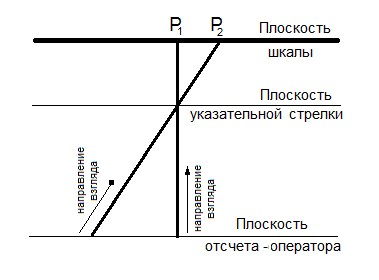 P1 P2 Плоскость
шкалы
Плоскость
указательной стрелки
направление
взгляда
направление
взгляда
Плоскость
отсчета -оператора